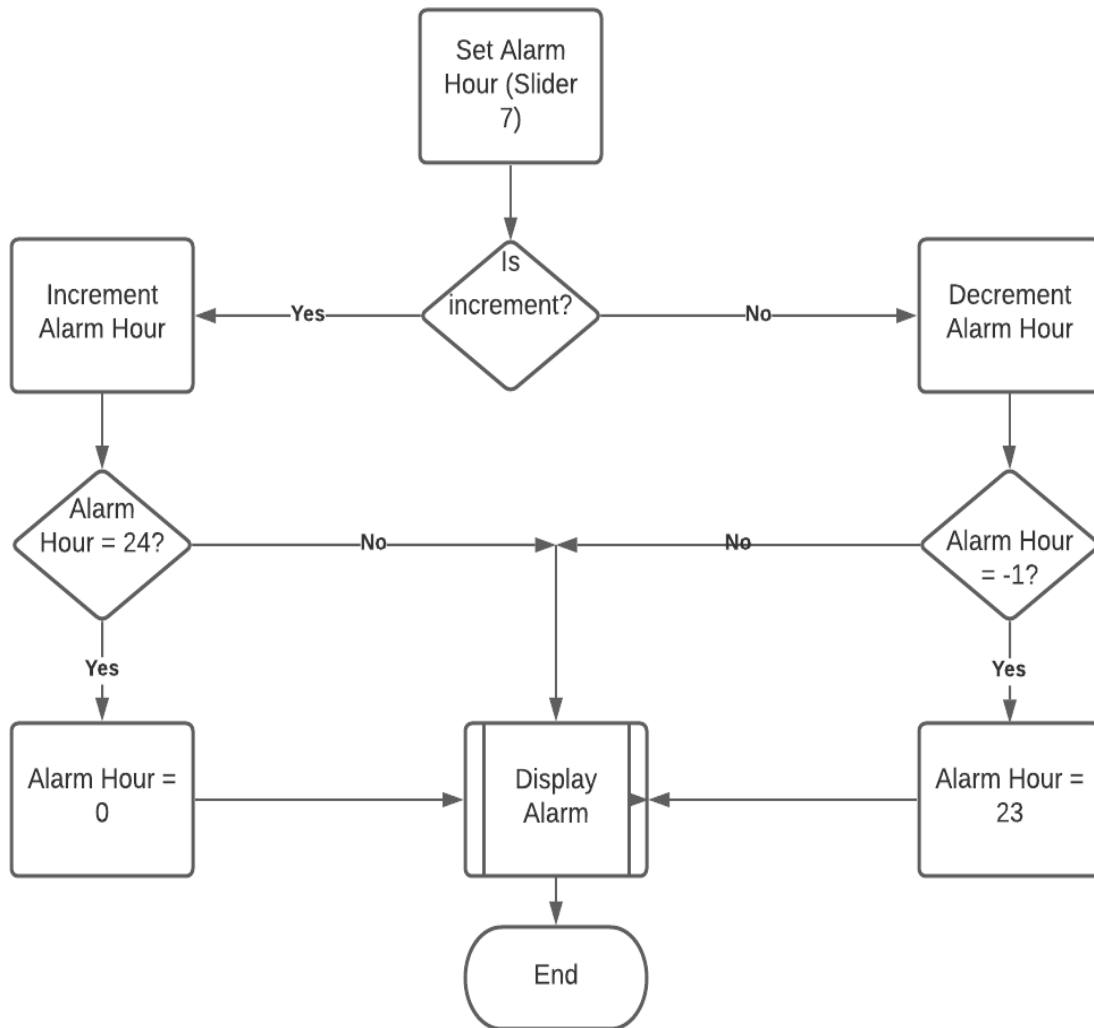 Set Alarm
Hour (Slider
7)
Is
increment?
Increment
Alarm Hour
Yes
No
Decrement
Alarm Hour
Alarm
Hour = 24?
No
No
Alarm Hour
= -1?
Yes
Yes
Alarm Hour =
0
Display
Alarm
Alarm Hour =
23
End